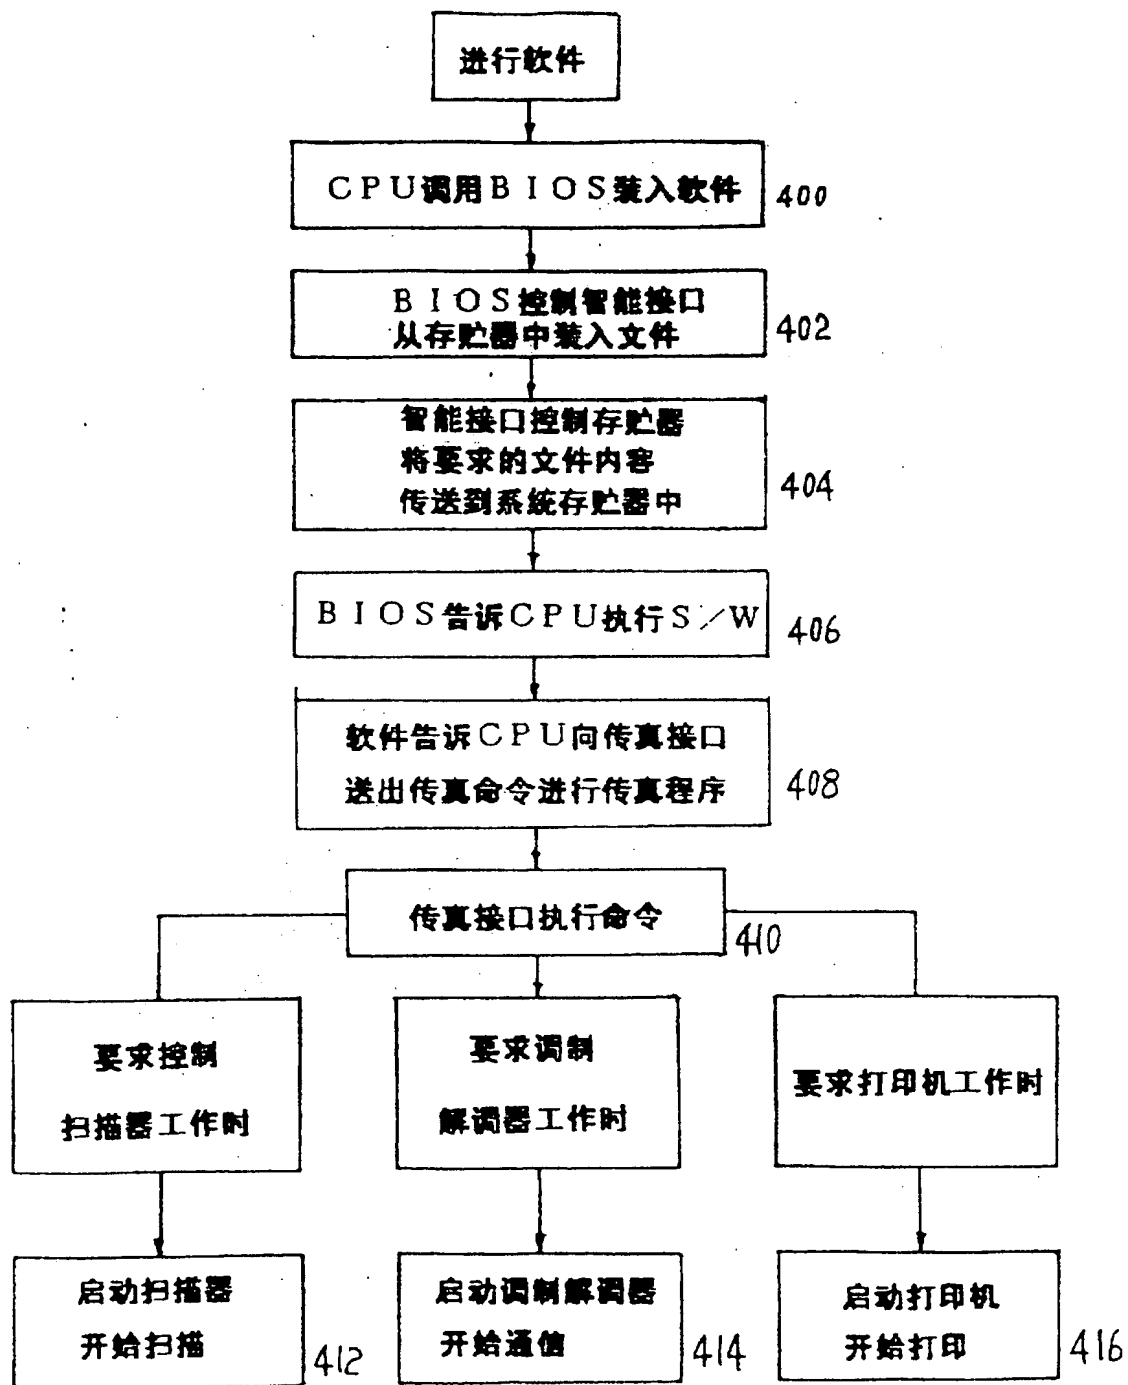 进行软件
CPU调用BIOS装入软件
400
BIOS控制智能接口
从存贮器中装入文件
402
智能接口控制存贮器
将要求的文件内容
传送到系统存贮器中
404
BIOS告诉CPU执行S/W
406
软件告诉CPU向传真接口
送出传真命令进行传真程序
408
传真接口执行命令
410
要求控制
扫描器工作时
要求调制
解调器工作时
要求打印机工作时
启动扫描器
开始扫描
412
启动调制解调器
开始通信
414
启动打印机
开始打印
416